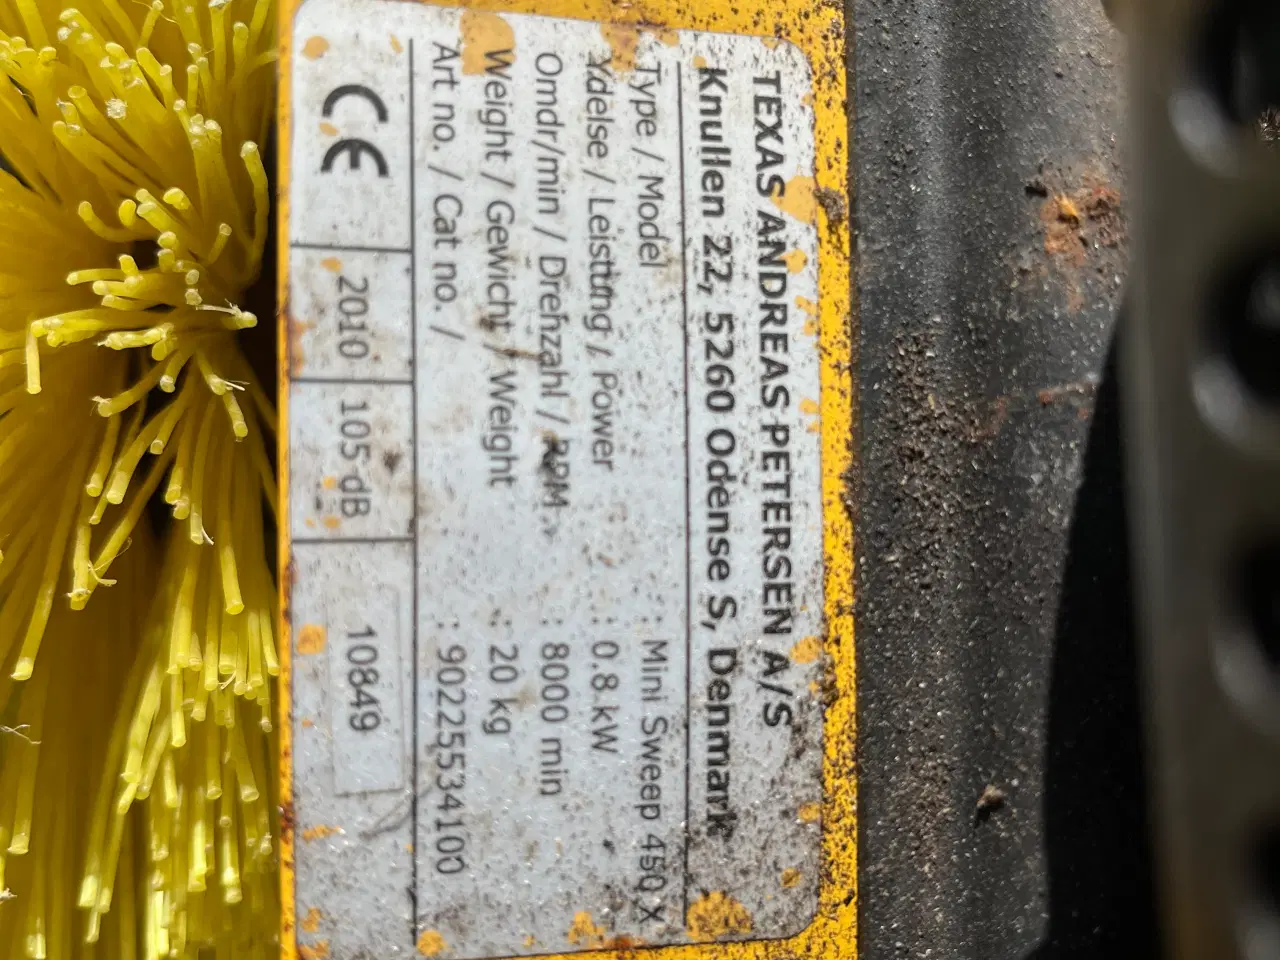 TEXAS ANDREAS PETERSEN A/S
Knullen 22, 5260 Odense S, Denmark
Type / Model : Mini Sweep 450 X
Ydelse / Leistung / Power : 0.8 kW
Omdr/min / Drehzahl / RPM : 8000 min
Weight / Gewicht / Weight : 20 kg
Art no. / Cat no. / : 90225534100
CE 2010 105 dB 10849